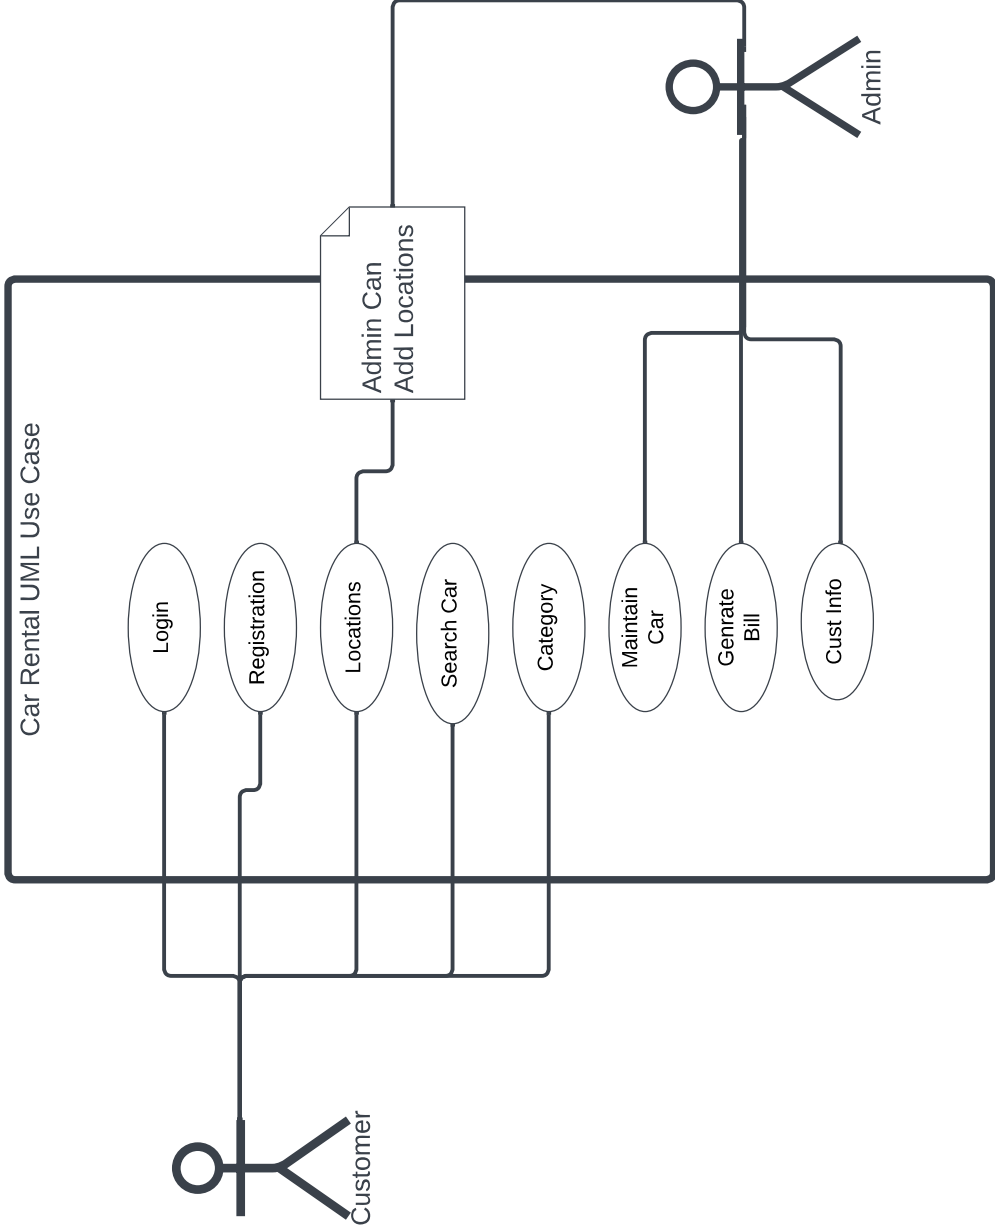 Car Rental UML Use Case
Login
Registration
Locations
Search Car
Category
Maintain
Car
Genrate
Bill
Cust Info
Admin Can
Add Locations
Customer
Admin